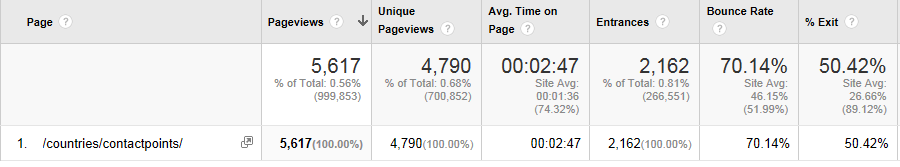 Page ?
Pageviews ?
Unique Pageviews ?
Avg. Time on Page ?
Entrances ?
Bounce Rate ?
% Exit ?
5,617
% of Total: 0.56%
(999,853)
4,790
% of Total: 0.68%
(700,852)
00:02:47
Site Avg:
00:01:36
(74.32%)
2,162
% of Total: 0.81%
(266,551)
70.14%
Site Avg:
46.15%
(51.99%)
50.42%
Site Avg:
26.66%
(89.12%)
1. /countries/contactpoints/ 5,617(100.00%) 4,790(100.00%) 00:02:47 2,162(100.00%) 70.14% 50.42%